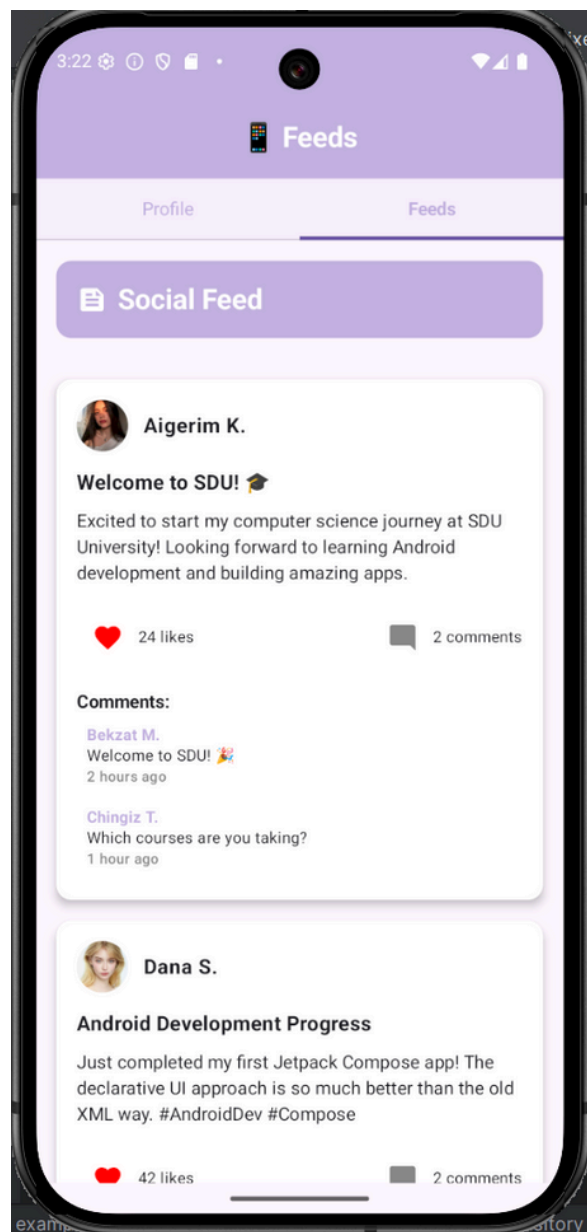 3:22
📱 Feeds
Profile
Feeds
Social Feed
Aigerim K.
Welcome to SDU! 🎓
Excited to start my computer science journey at SDU
University! Looking forward to learning Android
development and building amazing apps.
24 likes
2 comments
Comments:
Bekzat M.
Welcome to SDU! 🎉
2 hours ago
Chingiz T.
Which courses are you taking?
1 hour ago
Dana S.
Android Development Progress
Just completed my first Jetpack Compose app! The
declarative UI approach is so much better than the old
XML way. #AndroidDev #Compose
42 likes
2 comments